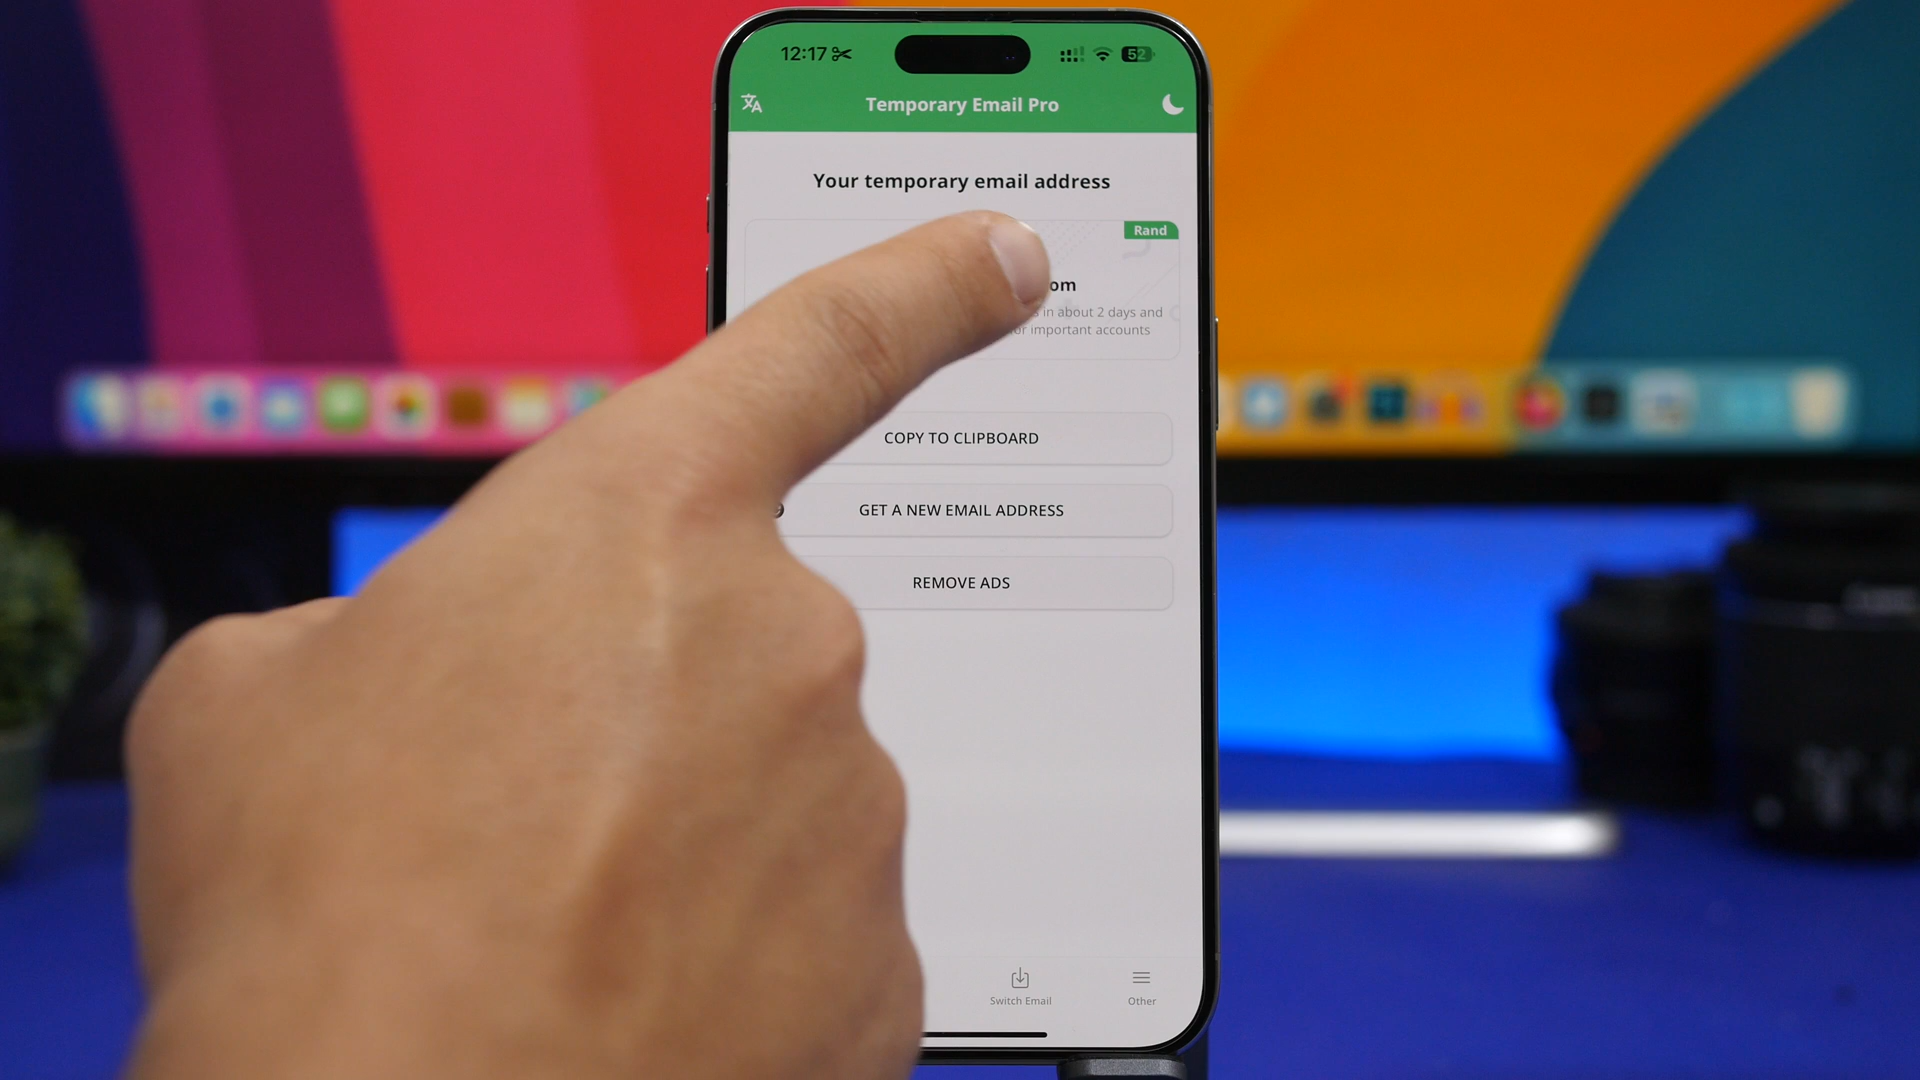 12:17
52
Temporary Email Pro
Your temporary email address
Rand
om
in about 2 days and
or important accounts
COPY TO CLIPBOARD
GET A NEW EMAIL ADDRESS
REMOVE ADS
Switch Email
Other